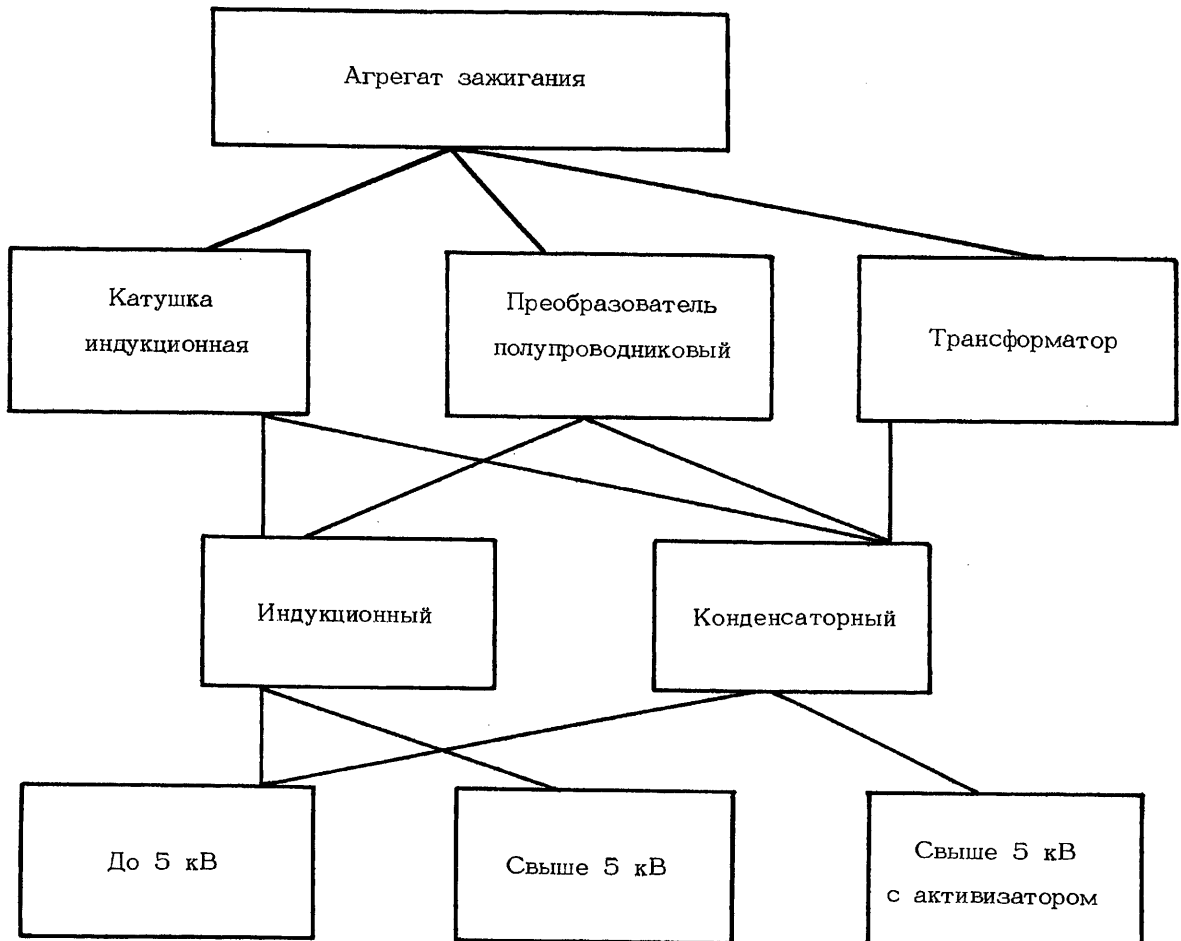 Агрегат зажигания
Катушка
индукционная
Преобразователь
полупроводниковый
Трансформатор
Индукционный
Конденсаторный
До 5 кВ
Свыше 5 кВ
Свыше 5 кВ
с активизатором